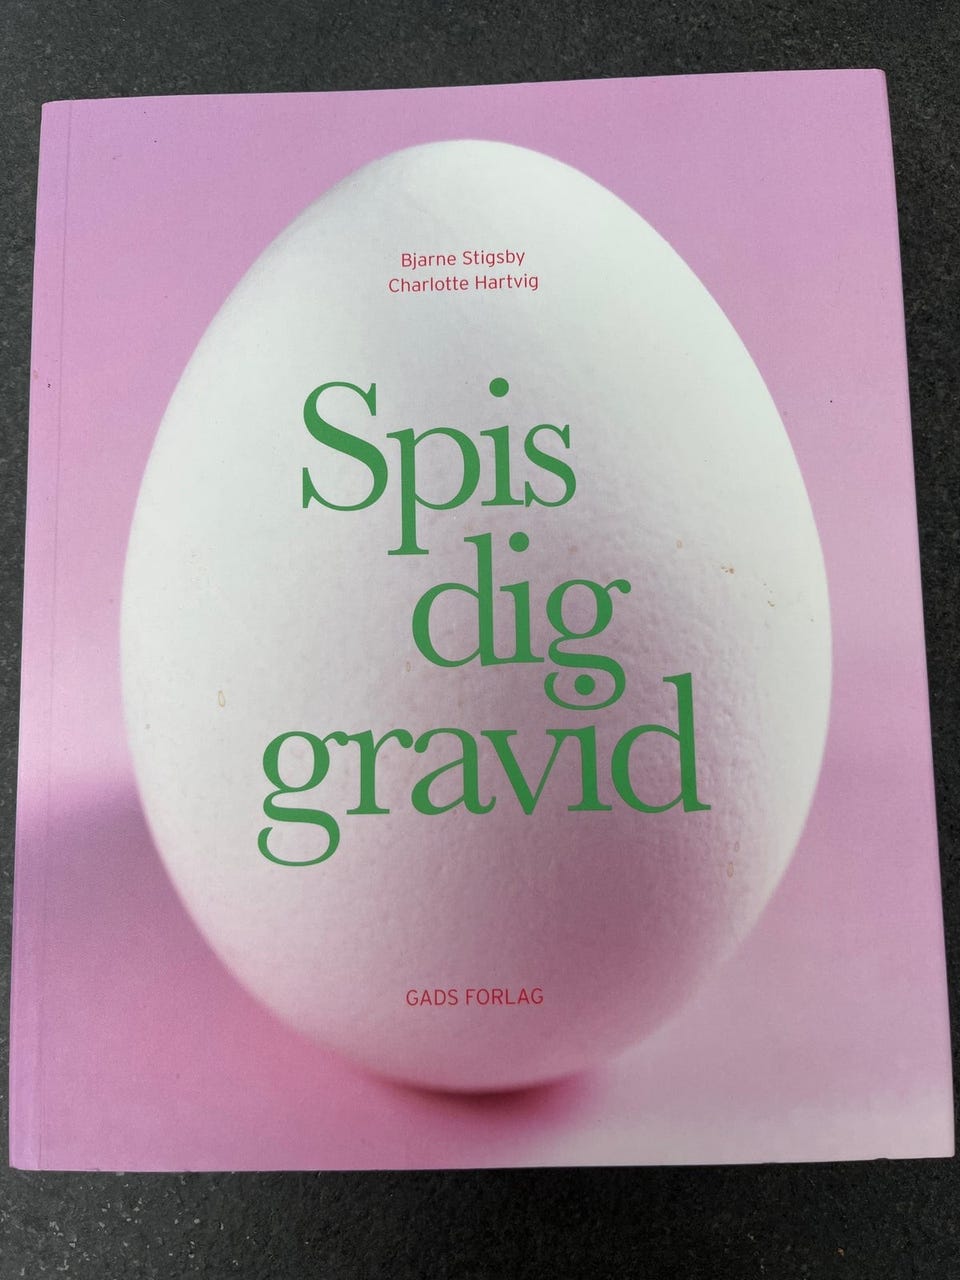 Bjarne Stigsby
Charlotte Hartvig
Spis
dig
gravid
GADS FORLAG